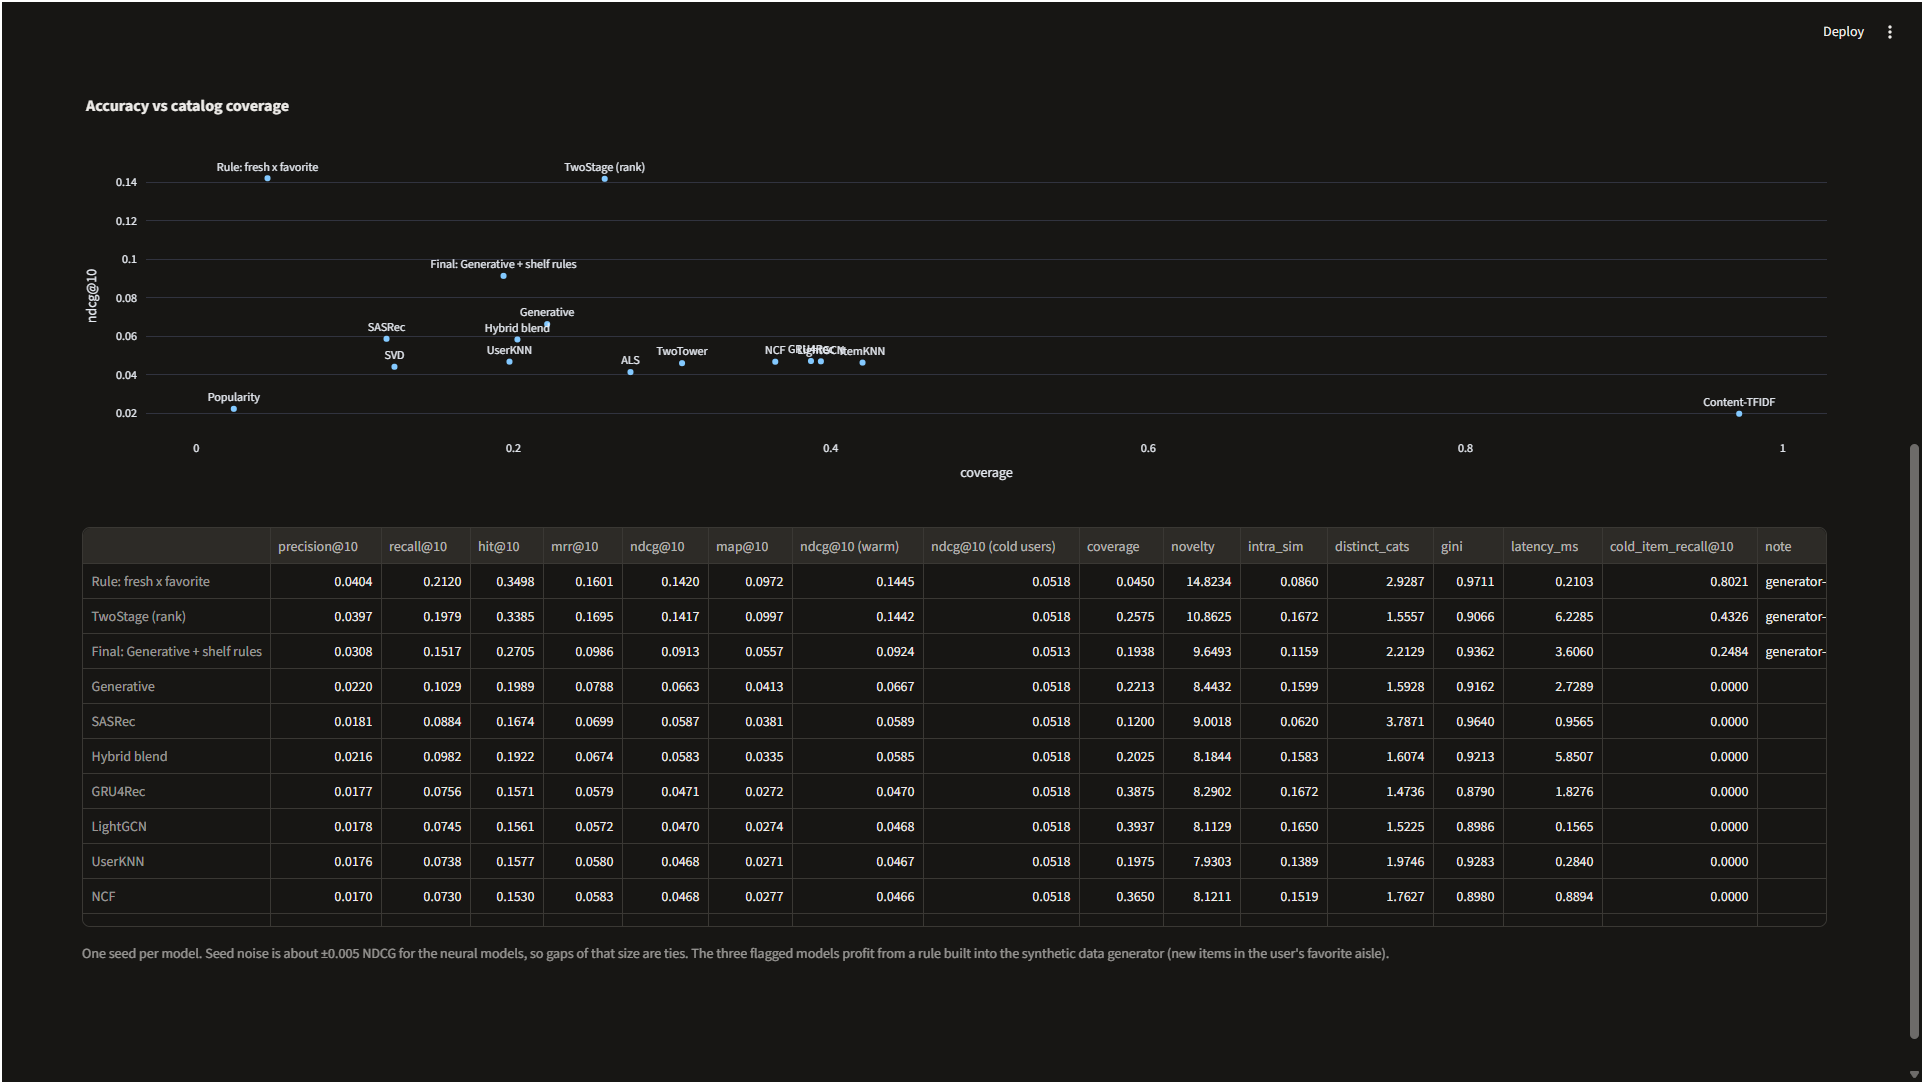 Deploy
Accuracy vs catalog coverage
Rule: fresh x favorite
TwoStage (rank)
0.14
0.12
0.1
Final: Generative + shelf rules
ndcg@10
0.08
Generative
SASRec
Hybrid blend
0.06
SVD
UserKNN
ALS
TwoTower
NCF
GRU4Rec
LightGCN
ItemKNN
0.04
Popularity
Content-TFIDF
0.02
0 0.2 0.4 0.6 0.8 1
coverage
precision@10 recall@10 hit@10 mrr@10 ndcg@10 map@10 ndcg@10 (warm) ndcg@10 (cold users) coverage novelty intra_sim distinct_cats gini latency_ms cold_item_recall@10 note
Rule: fresh x favorite 0.0404 0.2120 0.3498 0.1601 0.1420 0.0972 0.1445 0.0518 0.0450 14.8234 0.0860 2.9287 0.9711 0.2103 0.8021 generator-
TwoStage (rank) 0.0397 0.1979 0.3385 0.1695 0.1417 0.0997 0.1442 0.0518 0.2575 10.8625 0.1672 1.5557 0.9066 6.2285 0.4326 generator-
Final: Generative + shelf rules 0.0308 0.1517 0.2705 0.0986 0.0913 0.0557 0.0924 0.0513 0.1938 9.6493 0.1159 2.2129 0.9362 3.6060 0.2484 generator-
Generative 0.0220 0.1029 0.1989 0.0788 0.0663 0.0413 0.0667 0.0518 0.2213 8.4432 0.1599 1.5928 0.9162 2.7289 0.0000
SASRec 0.0181 0.0884 0.1674 0.0699 0.0587 0.0381 0.0589 0.0518 0.1200 9.0018 0.0620 3.7871 0.9640 0.9565 0.0000
Hybrid blend 0.0216 0.0982 0.1922 0.0674 0.0583 0.0335 0.0585 0.0518 0.2025 8.1844 0.1583 1.6074 0.9213 5.8507 0.0000
GRU4Rec 0.0177 0.0756 0.1571 0.0579 0.0471 0.0272 0.0470 0.0518 0.3875 8.2902 0.1672 1.4736 0.8790 1.8276 0.0000
LightGCN 0.0178 0.0745 0.1561 0.0572 0.0470 0.0274 0.0468 0.0518 0.3937 8.1129 0.1650 1.5225 0.8986 0.1565 0.0000
UserKNN 0.0176 0.0738 0.1577 0.0580 0.0468 0.0271 0.0467 0.0518 0.1975 7.9303 0.1389 1.9746 0.9283 0.2840 0.0000
NCF 0.0170 0.0730 0.1530 0.0583 0.0468 0.0277 0.0466 0.0518 0.3650 8.1211 0.1519 1.7627 0.8980 0.8894 0.0000
One seed per model. Seed noise is about ±0.005 NDCG for the neural models, so gaps of that size are ties. The three flagged models profit from a rule built into the synthetic data generator (new items in the user's favorite aisle).